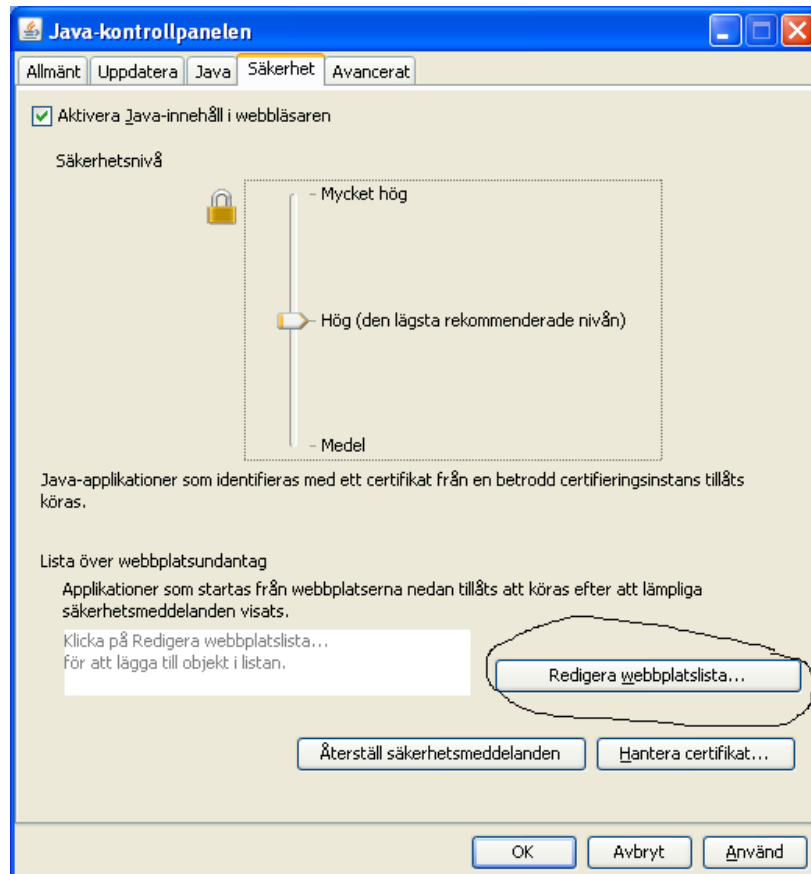 Java-kontrollpanelen
Allmänt Uppdatera Java Säkerhet Avancerat
Aktivera Java-innehåll i webbläsaren
Säkerhetsnivå
Mycket hög
Hög (den lägsta rekommenderade nivån)
Medel
Java-applikationer som identifieras med ett certifikat från en betrodd certifieringsinstans tillåts
köras.
Lista över webbplatsundantag
Applikationer som startas från webbplatserna nedan tillåts att köras efter att lämpliga
säkerhetsmeddelanden visats.
Klicka på Redigera webbplatslista...
för att lägga till objekt i listan.
Redigera webbplatslista...
Återställ säkerhetsmeddelanden Hantera certifikat...
OK Avbryt Använd